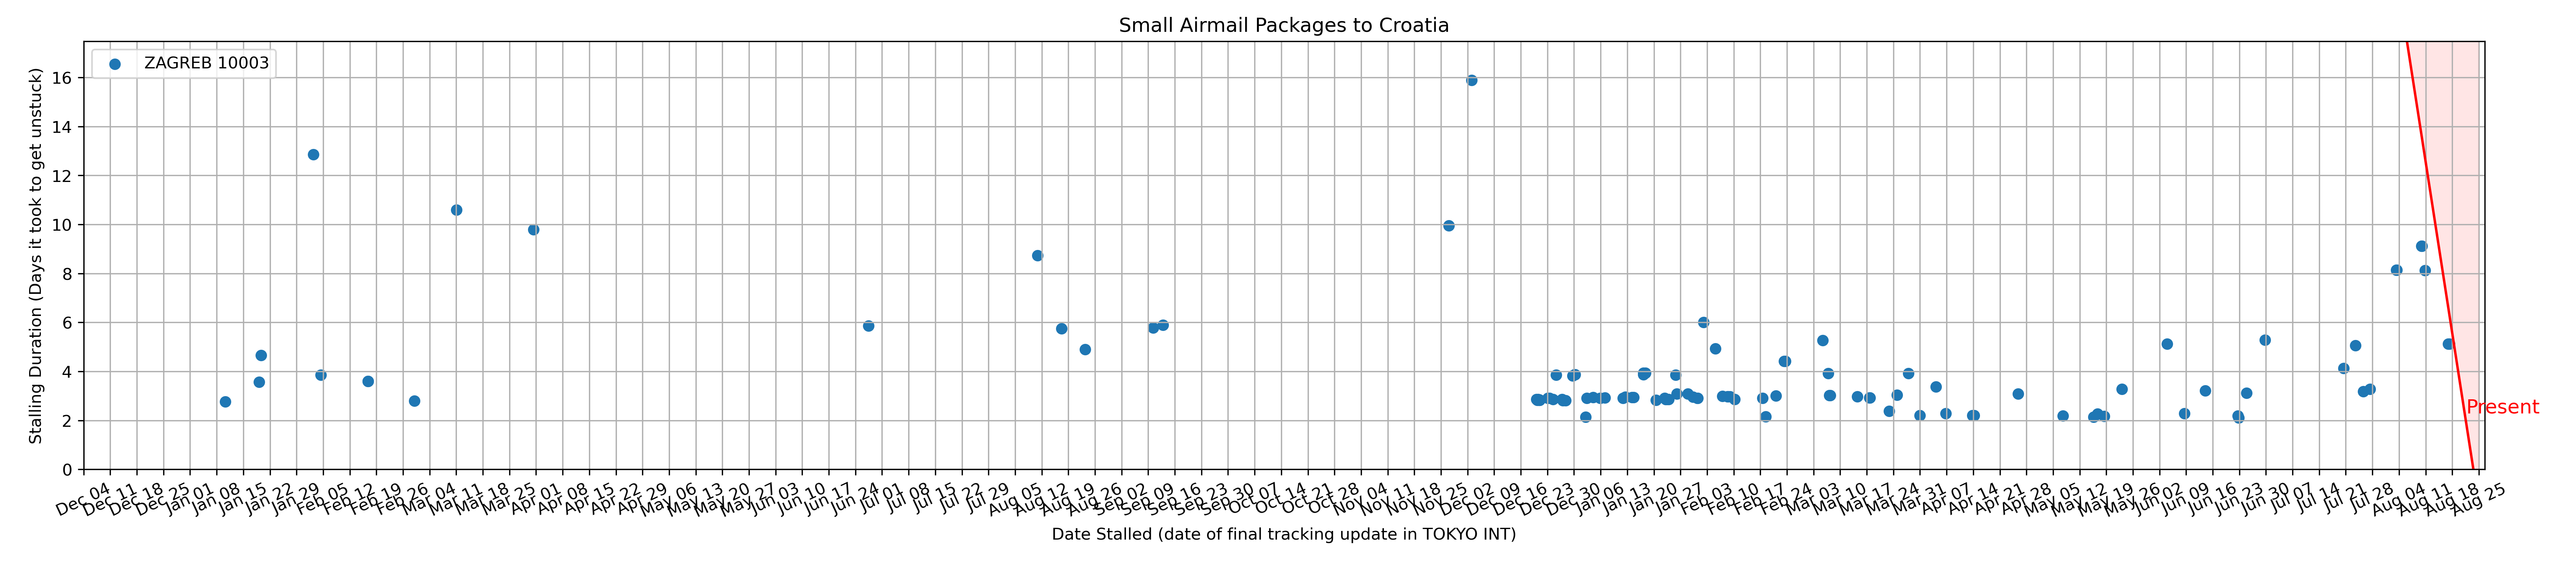 Small Airmail Packages to Croatia
ZAGREB 10003
Stalling Duration (Days it took to get unstuck)
16
14
12
10
8
6
4
2
0
Present
Dec 04 Dec 11 Dec 18 Dec 25 Jan 01 Jan 08 Jan 15 Jan 22 Jan 29 Feb 05 Feb 12 Feb 19 Feb 26 Mar 04 Mar 11 Mar 18 Mar 25 Apr 01 Apr 08 Apr 15 Apr 22 Apr 29 May 06 May 13 May 20 May 27 Jun 03 Jun 10 Jun 17 Jun 24 Jul 01 Jul 08 Jul 15 Jul 22 Jul 29 Aug 05 Aug 12 Aug 19 Aug 26 Sep 02 Sep 09 Sep 16 Sep 23 Sep 30 Oct 07 Oct 14 Oct 21 Oct 28 Nov 04 Nov 11 Nov 18 Nov 25 Dec 02 Dec 09 Dec 16 Dec 23 Dec 30 Jan 06 Jan 13 Jan 20 Jan 27 Feb 03 Feb 10 Feb 17 Feb 24 Mar 03 Mar 10 Mar 17 Mar 24 Mar 31 Apr 07 Apr 14 Apr 21 Apr 28 May 05 May 12 May 19 May 26 Jun 02 Jun 09 Jun 16 Jun 23 Jun 30 Jul 07 Jul 14 Jul 21 Jul 28 Aug 04 Aug 11 Aug 18 Aug 25
Date Stalled (date of final tracking update in TOKYO INT)